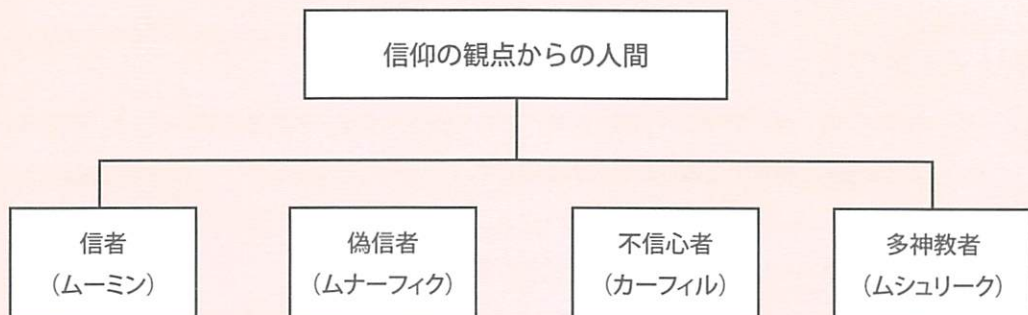 信仰の観点からの人間
信者
（ムーミン）
偽信者
（ムナーフィク）
不信心者
（カーフィル）
多神教者
（ムシュリーク）